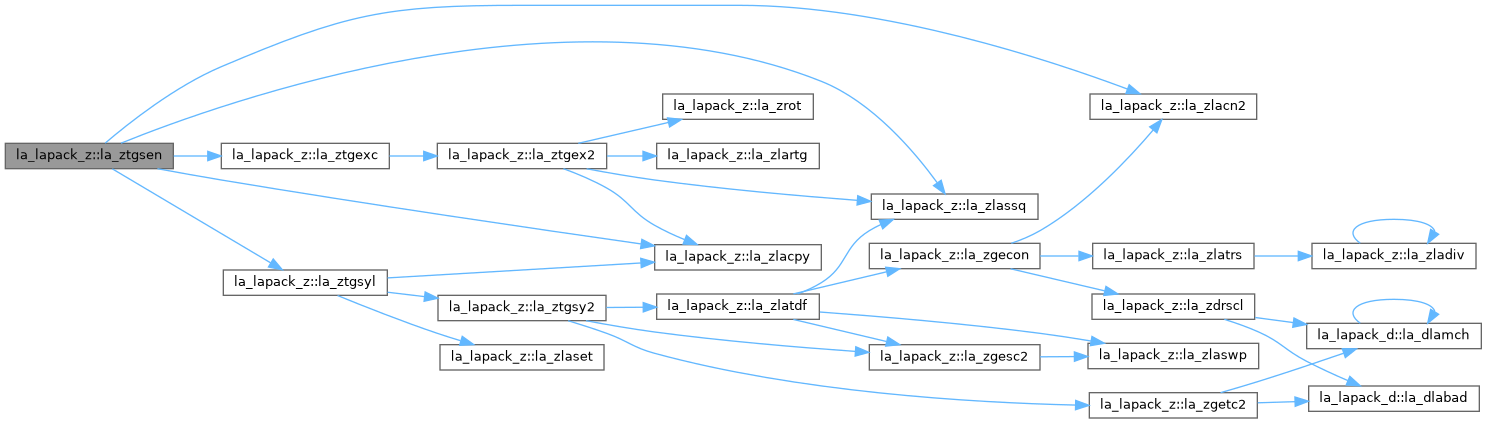 la_lapack_z::la_ztgsen
la_lapack_z::la_ztgexc
la_lapack_z::la_ztgsyl
la_lapack_z::la_ztgex2
la_lapack_z::la_ztgsy2
la_lapack_z::la_zlaset
la_lapack_z::la_zrot
la_lapack_z::la_zlartg
la_lapack_z::la_zlacpy
la_lapack_z::la_zlatdf
la_lapack_z::la_zlassq
la_lapack_z::la_zgecon
la_lapack_z::la_zgesc2
la_lapack_z::la_zlacn2
la_lapack_z::la_zlatrs
la_lapack_z::la_zdrscl
la_lapack_z::la_zlaswp
la_lapack_z::la_zgetc2
la_lapack_z::la_zladiv
la_lapack_d::la_dlamch
la_lapack_d::la_dlabad